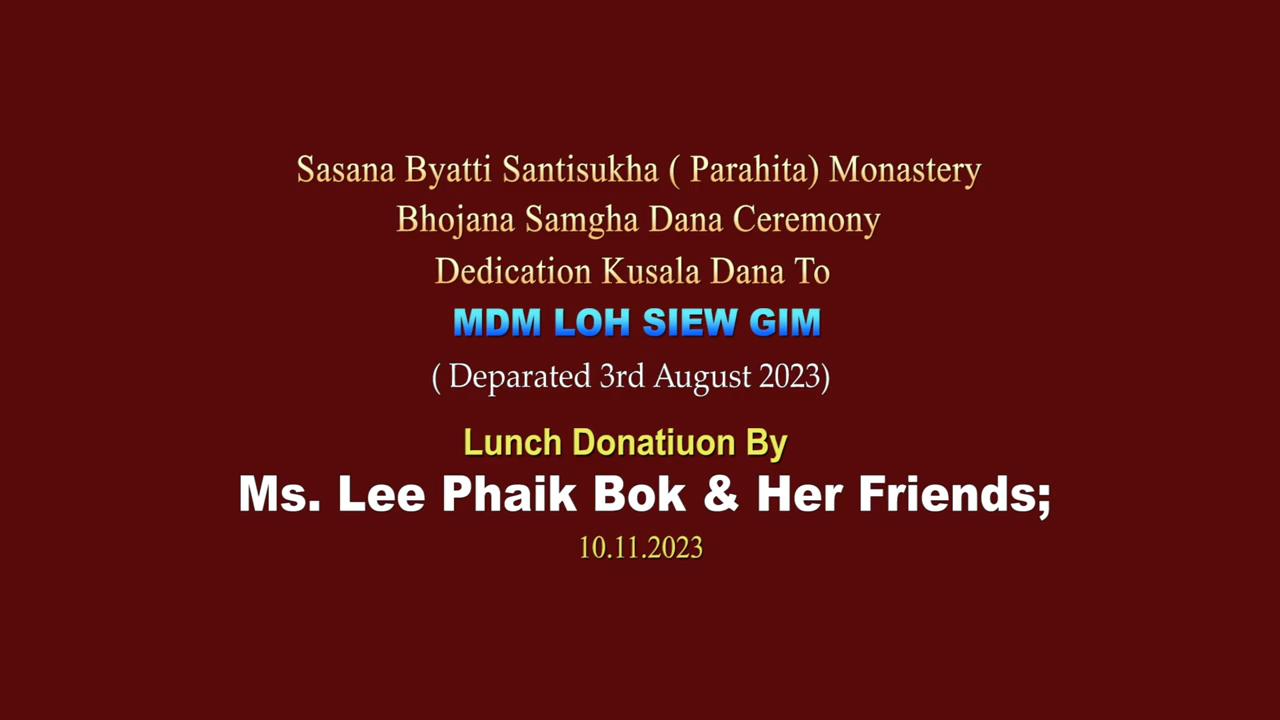 Sasana Byatti Santisukha ( Parahita) Monastery
Bhojana Samgha Dana Ceremony
Dedication Kusala Dana To
MDM LOH SIEW GIM
( Deparated 3rd August 2023)
Lunch Donatiuon By
Ms. Lee Phaik Bok & Her Friends;
10.11.2023